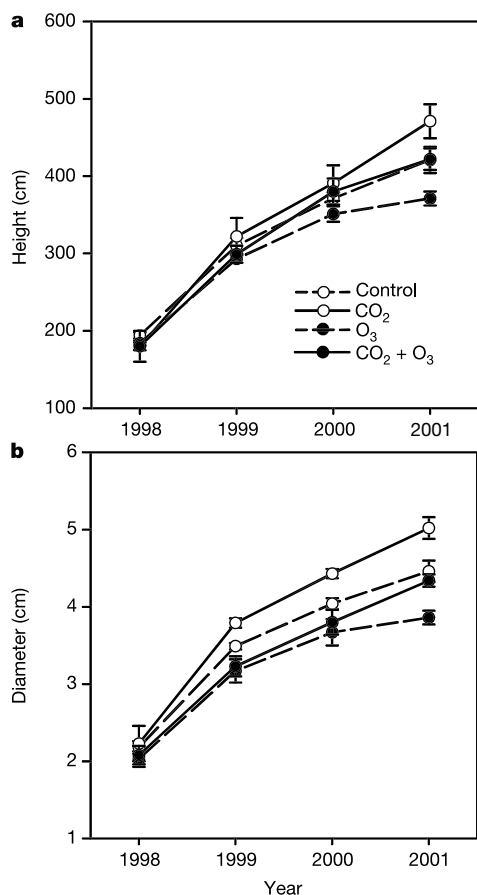 a
600
500
400
300
200
100
Height (cm)
Control
CO₂
O₃
CO₂ + O₃
1998 1999 2000 2001
b
6
5
4
3
2
1
Diameter (cm)
1998 1999 2000 2001
Year